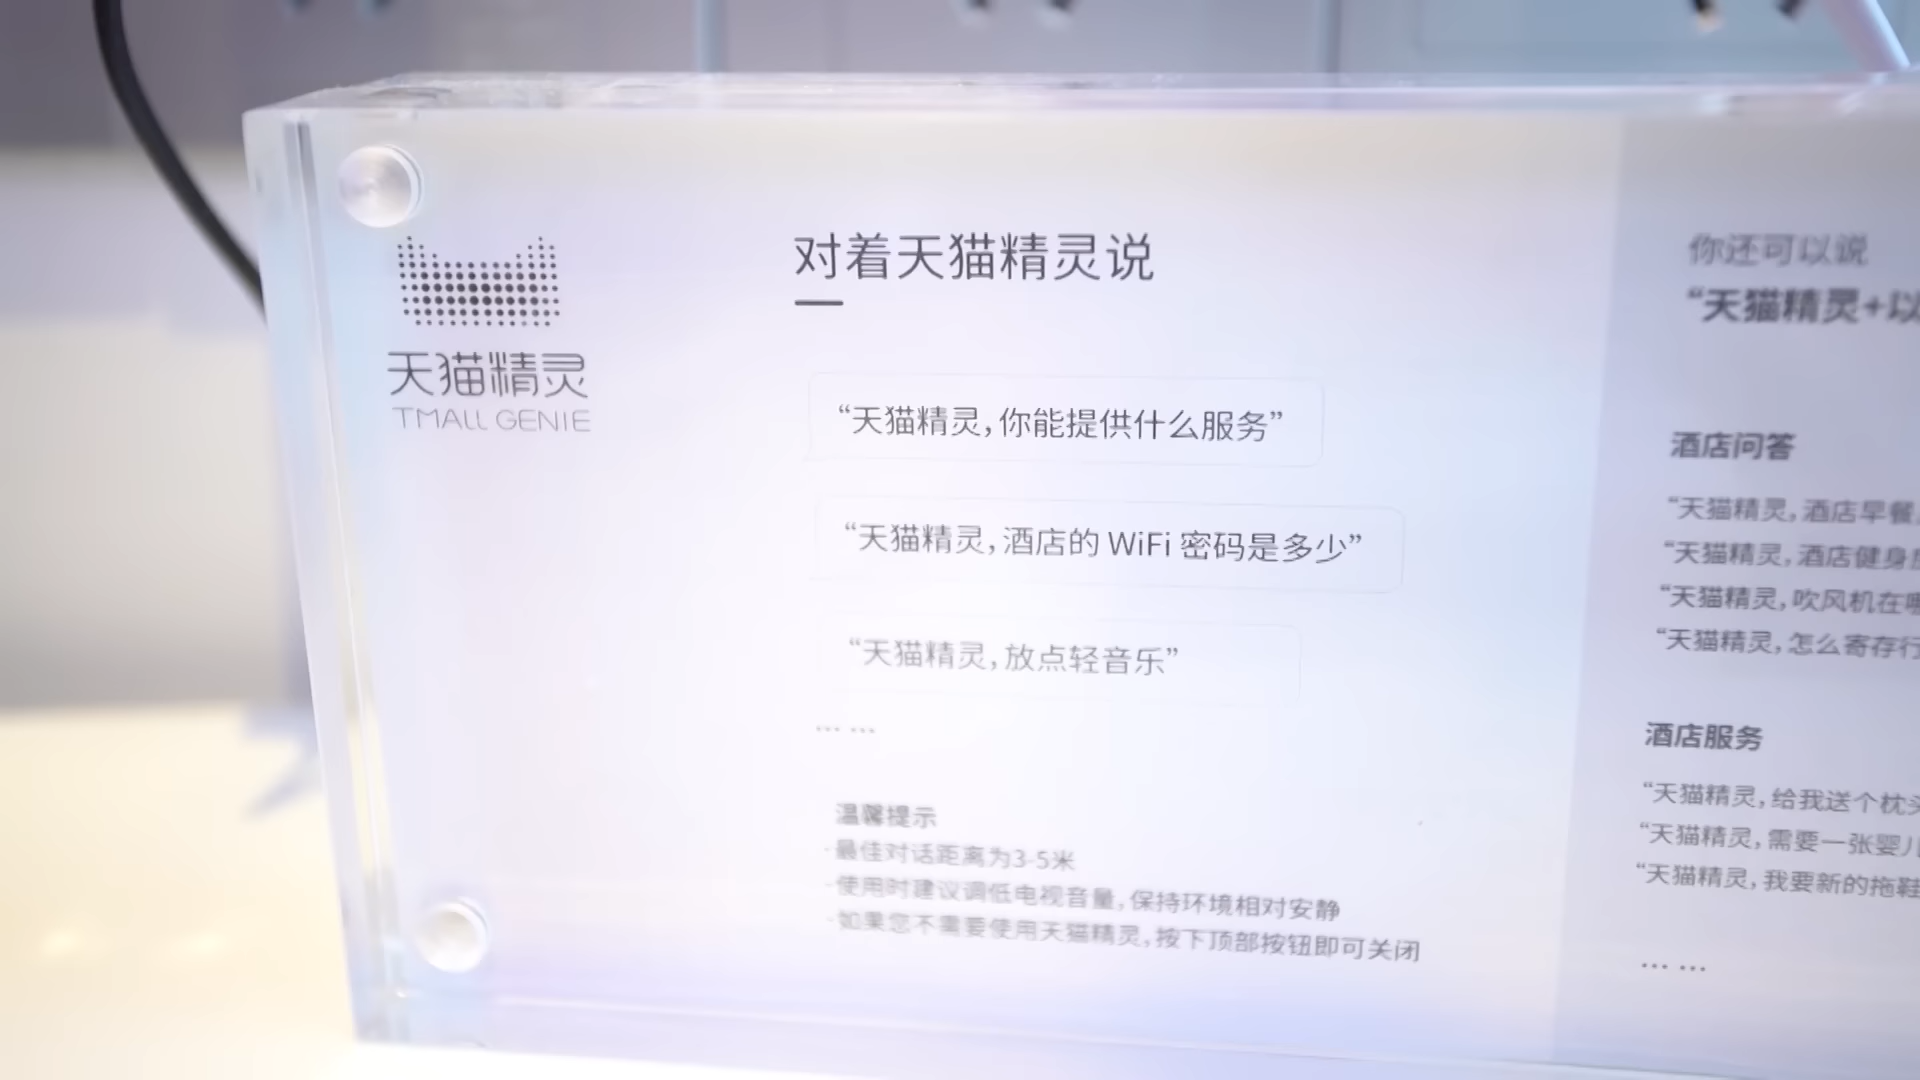 天猫精灵
TMALL GENIE
对着天猫精灵说
“天猫精灵,你能提供什么服务”
“天猫精灵,酒店的 WiFi 密码是多少”
“天猫精灵,放点轻音乐”
... ...
温馨提示
·最佳对话距离为3-5米
·使用时建议调低电视音量,保持环境相对安静
·如果您不需要使用天猫精灵,按下顶部按钮即可关闭
你还可以说
“天猫精灵+以
酒店问答
“天猫精灵,酒店早餐
“天猫精灵,酒店健身
“天猫精灵,吹风机在
“天猫精灵,怎么寄存行
酒店服务
“天猫精灵,给我送个枕头
“天猫精灵,需要一张婴儿
“天猫精灵,我要新的拖鞋
... ...